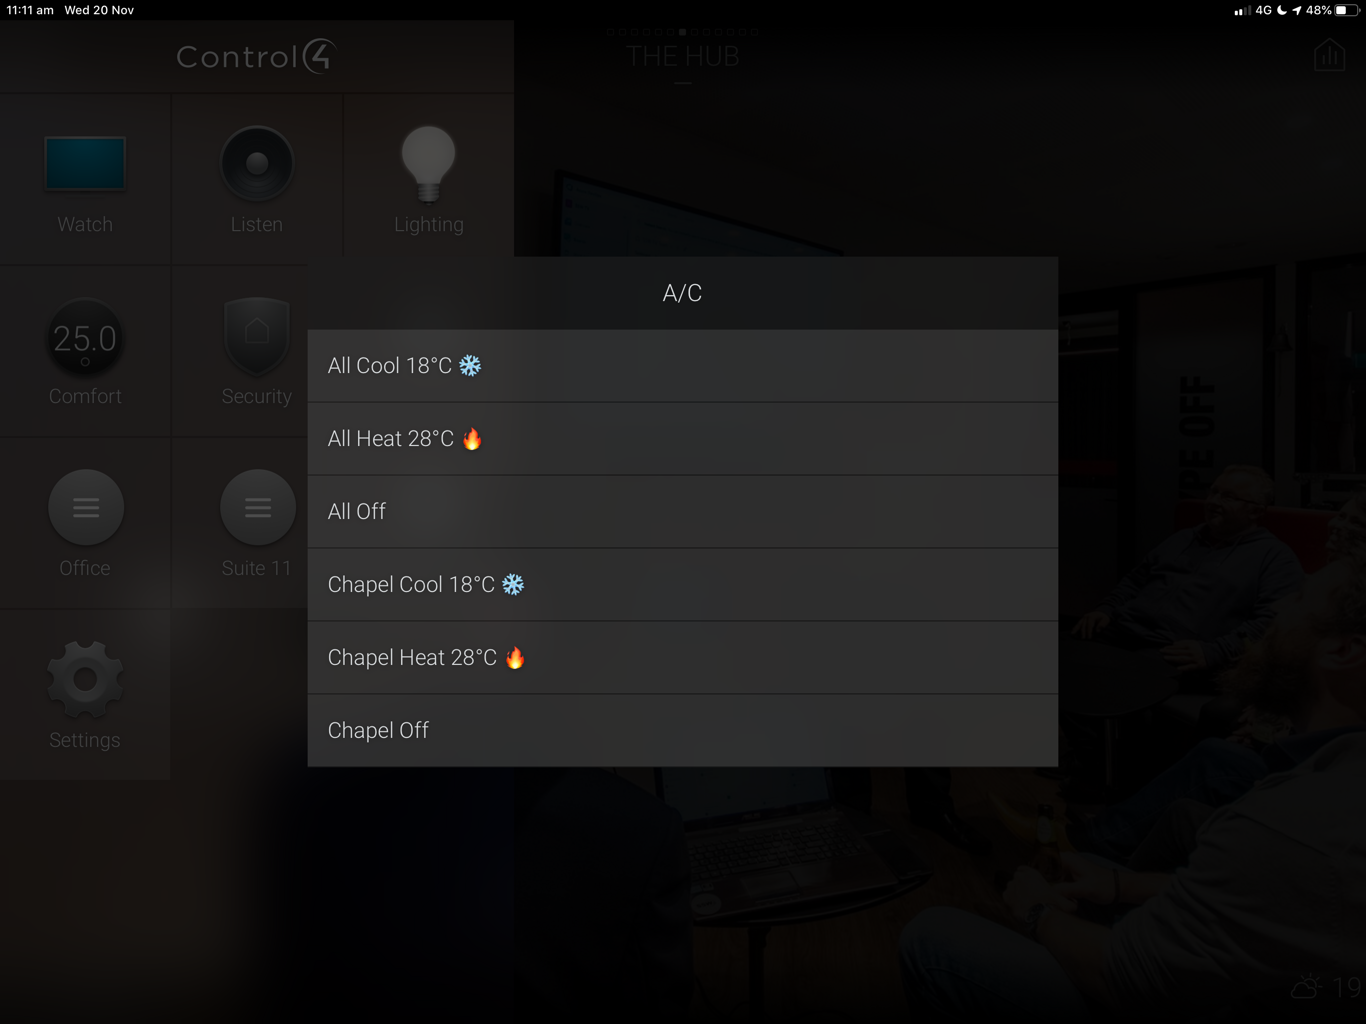 11:11 am Wed 20 Nov
4G 48%
Control4
THE HUB
Watch
Listen
Lighting
25.0
Comfort
Security
Office
Suite 11
Settings
A/C
All Cool 18°C ❄️
All Heat 28°C 🔥
All Off
Chapel Cool 18°C ❄️
Chapel Heat 28°C 🔥
Chapel Off
PE OFF
19